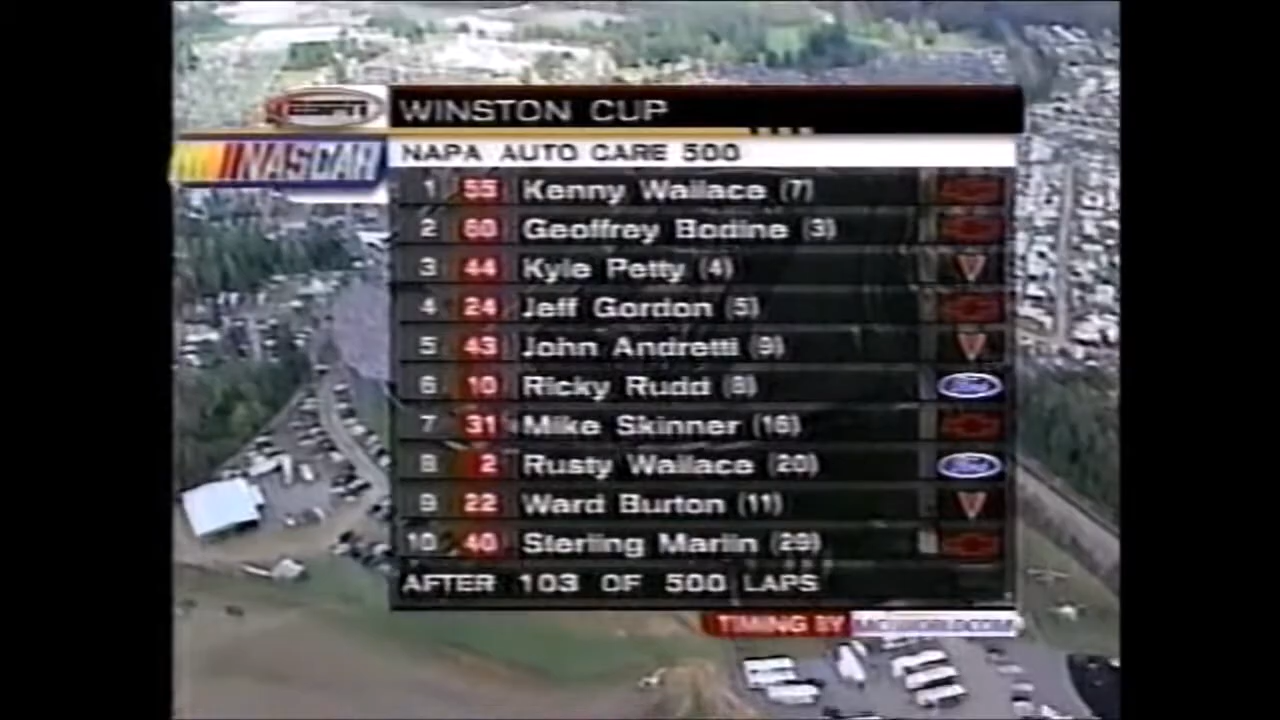 ESPN
WINSTON CUP
NASCAR
NAPA AUTO CARE 500
1 55 Kenny Wallace (7)
2 60 Geoffrey Bodine (3)
3 44 Kyle Petty (4)
4 24 Jeff Gordon (5)
5 43 John Andretti (9)
Ford
6 10 Ricky Rudd (8)
7 31 Mike Skinner (16)
8 2 Rusty Wallace (20)
Ford
9 22 Ward Burton (11)
10 40 Sterling Marlin (29)
AFTER 103 OF 500 LAPS
TIMING BY